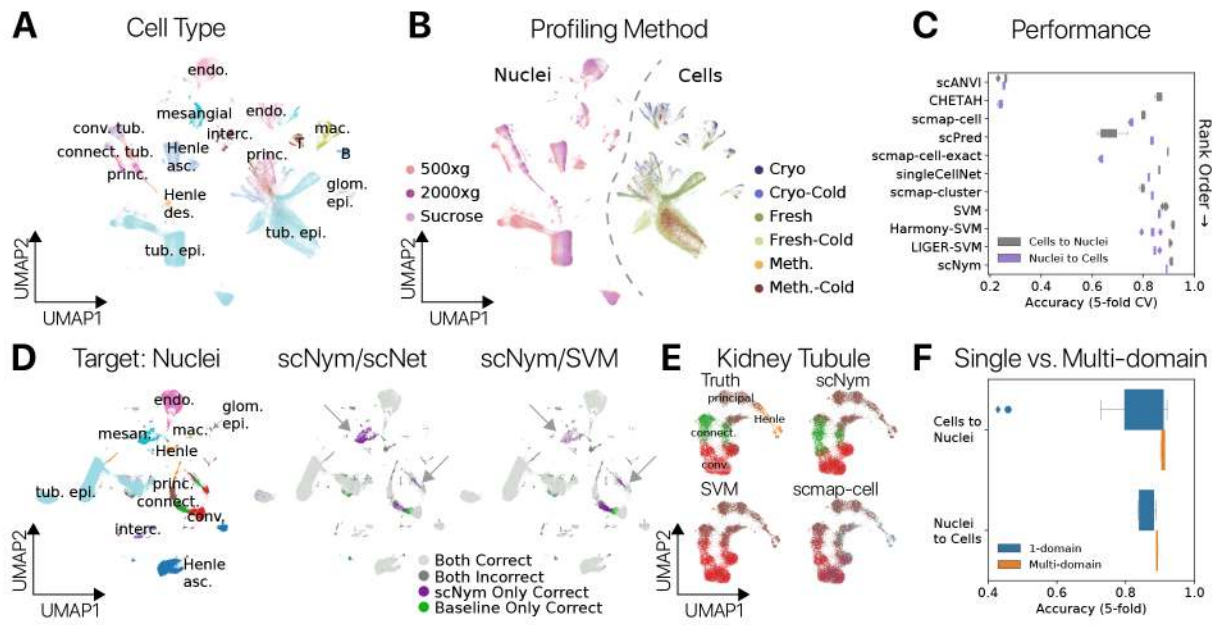 A Cell Type
endo.
mesangial
endo.
conv. tub.
interc.
T
mac.
connect. tub.
Henle
asc.
princ.
B
princ.
Henle
des.
glom.
epi.
tub. epi.
tub. epi.
UMAP2
UMAP1
B Profiling Method
Nuclei
Cells
500xg
2000xg
Sucrose
Cryo
Cryo-Cold
Fresh
Fresh-Cold
Meth.
Meth.-Cold
UMAP2
UMAP1
C Performance
scANVI
CHETAH
scmap-cell
scPred
scmap-cell-exact
singleCellNet
scmap-cluster
SVM
Harmony-SVM
LIGER-SVM
scNym
Cells to Nuclei
Nuclei to Cells
0.2 0.4 0.6 0.8 1.0
Accuracy (5-fold CV)
Rank Order →
D Target: Nuclei
endo.
glom.
epi.
mesan.
mac.
Henle
tub. epi.
princ.
connect.
conv.
interc.
Henle
asc.
UMAP2
UMAP1
scNym/scNet
scNym/SVM
Both Correct
Both Incorrect
scNym Only Correct
Baseline Only Correct
E Kidney Tubule
Truth
scNym
principal
Henle
connect.
conv.
SVM
scmap-cell
UMAP2
UMAP1
F Single vs. Multi-domain
Cells to
Nuclei
Nuclei
to Cells
1-domain
Multi-domain
0.4 0.6 0.8 1.0
Accuracy (5-fold)